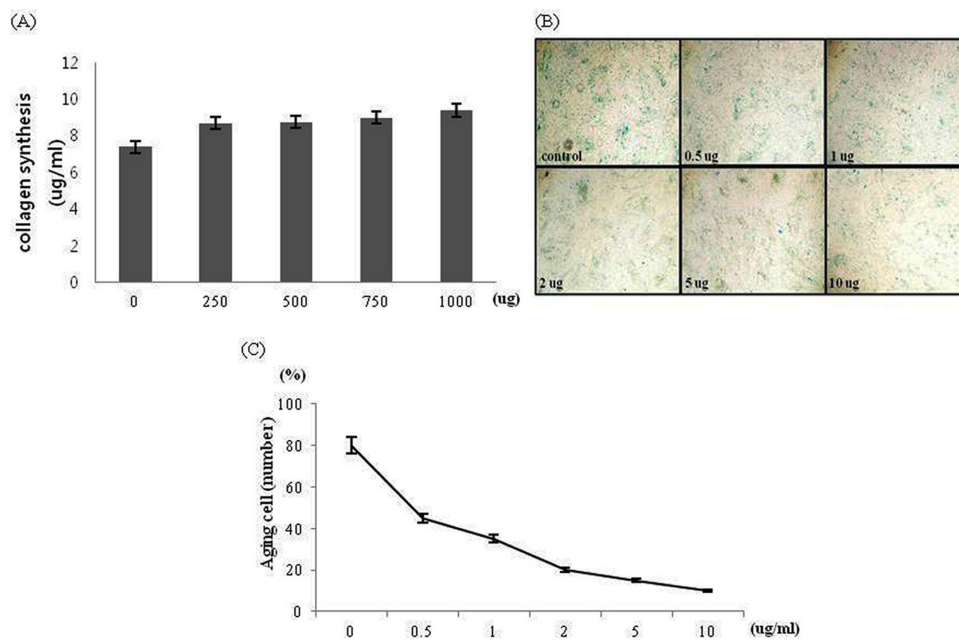 (A)
collagen synthesis
(ug/ml)
12
10
8
6
4
2
0
0 250 500 750 1000 (ug)
(B)
control 0.5 ug 1 ug
2 ug 5 ug 10 ug
(C)
(%)
Aging cell (number)
100
80
60
40
20
0
0 0.5 1 2 5 10 (ug/ml)